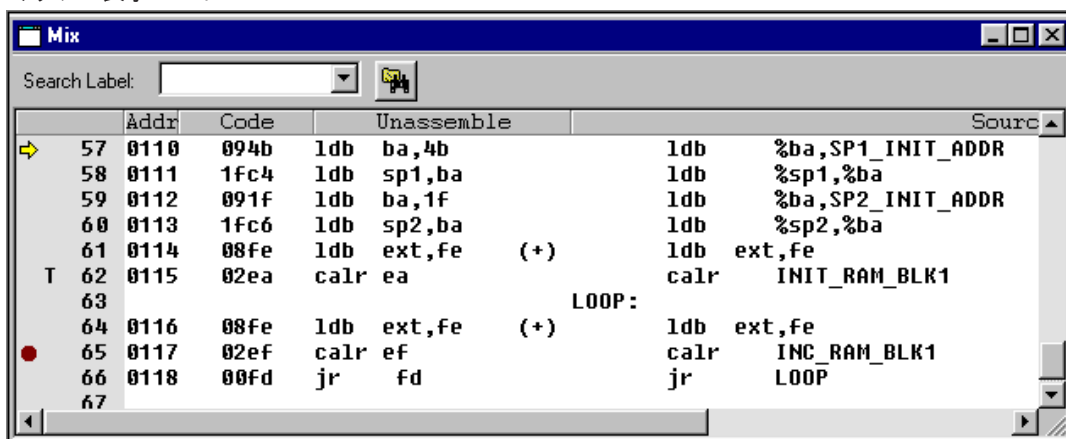 Mix
Search Label:
Addr Code Unassemble Sourc
57 0110 094b ldb ba,4b ldb %ba,SP1_INIT_ADDR
58 0111 1fc4 ldb sp1,ba ldb %sp1,%ba
59 0112 091f ldb ba,1f ldb %ba,SP2_INIT_ADDR
60 0113 1fc6 ldb sp2,ba ldb %sp2,%ba
61 0114 08fe ldb ext,fe (+) ldb ext,fe
T 62 0115 02ea calr ea calr INIT_RAM_BLK1
63 LOOP:
64 0116 08fe ldb ext,fe (+) ldb ext,fe
65 0117 02ef calr ef calr INC_RAM_BLK1
66 0118 00fd jr fd jr LOOP
67